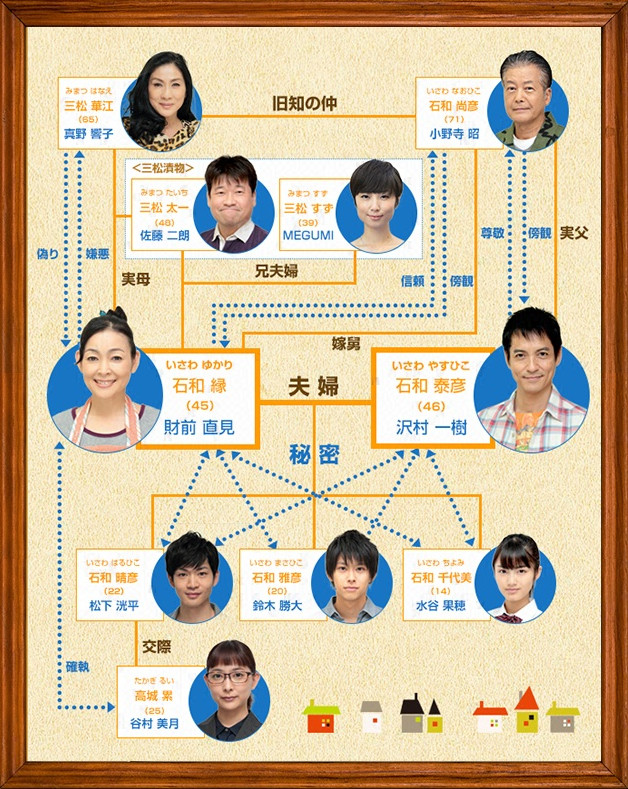 みまつ はなえ
三松 華江
(65)
真野 響子
旧知の仲
いさわ なおひこ
石和 尚彦
(71)
小野寺 昭
<三松漬物>
みまつ たいち
三松 太一
(46)
佐藤 二朗
みまつ すず
三松 すず
(39)
MEGUMI
偽り
嫌悪
実母
兄夫婦
信頼
傍観
尊敬
傍観
実父
嫁舅
いさわ ゆかり
石和 縁
(45)
財前 直見
夫婦
いさわ やすひこ
石和 泰彦
(46)
沢村 一樹
秘密
いさわ はるひこ
石和 晴彦
(22)
松下 洸平
いさわ まさひこ
石和 雅彦
(20)
鈴木 勝大
いさわ ちよみ
石和 千代美
(14)
水谷 果穂
交際
確執
たかぎ るい
高城 累
(25)
谷村 美月